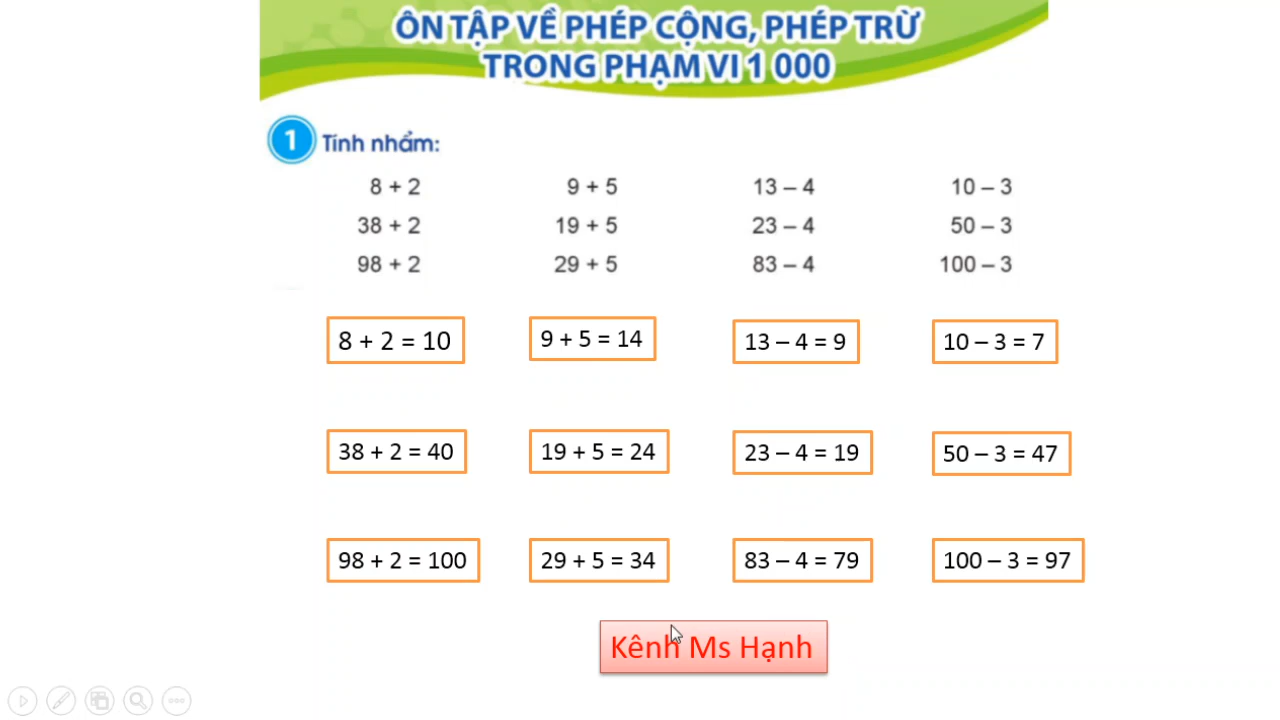 ÔN TẬP VỀ PHÉP CỘNG, PHÉP TRỪ
TRONG PHẠM VI 1 000
1 Tính nhẩm:
8 + 2 9 + 5 13 – 4 10 – 3
38 + 2 19 + 5 23 – 4 50 – 3
98 + 2 29 + 5 83 – 4 100 – 3
8 + 2 = 10 9 + 5 = 14 13 – 4 = 9 10 – 3 = 7
38 + 2 = 40 19 + 5 = 24 23 – 4 = 19 50 – 3 = 47
98 + 2 = 100 29 + 5 = 34 83 – 4 = 79 100 – 3 = 97
Kênh Ms Hạnh